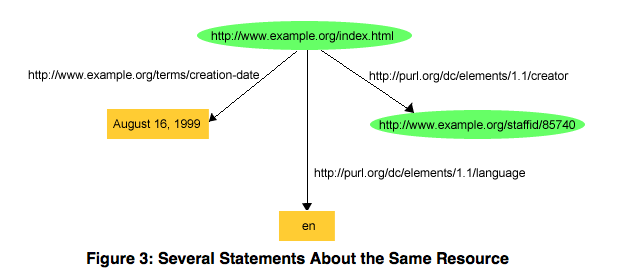 http://www.example.org/index.html
http://www.example.org/terms/creation-date
http://purl.org/dc/elements/1.1/creator
August 16, 1999
http://www.example.org/staffid/85740
http://purl.org/dc/elements/1.1/language
en
Figure 3: Several Statements About the Same Resource